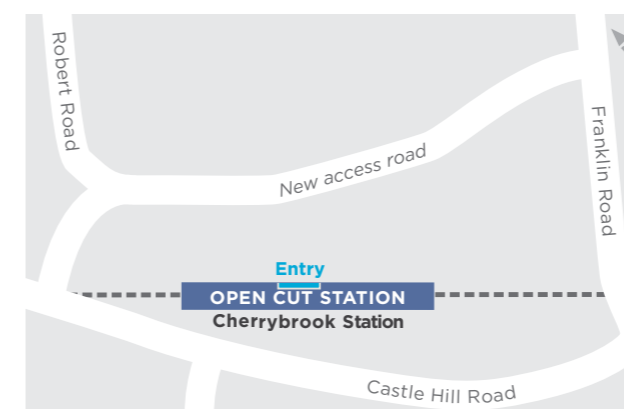 Robert Road
Franklin Road
New access road
Entry
OPEN CUT STATION
Cherrybrook Station
Castle Hill Road